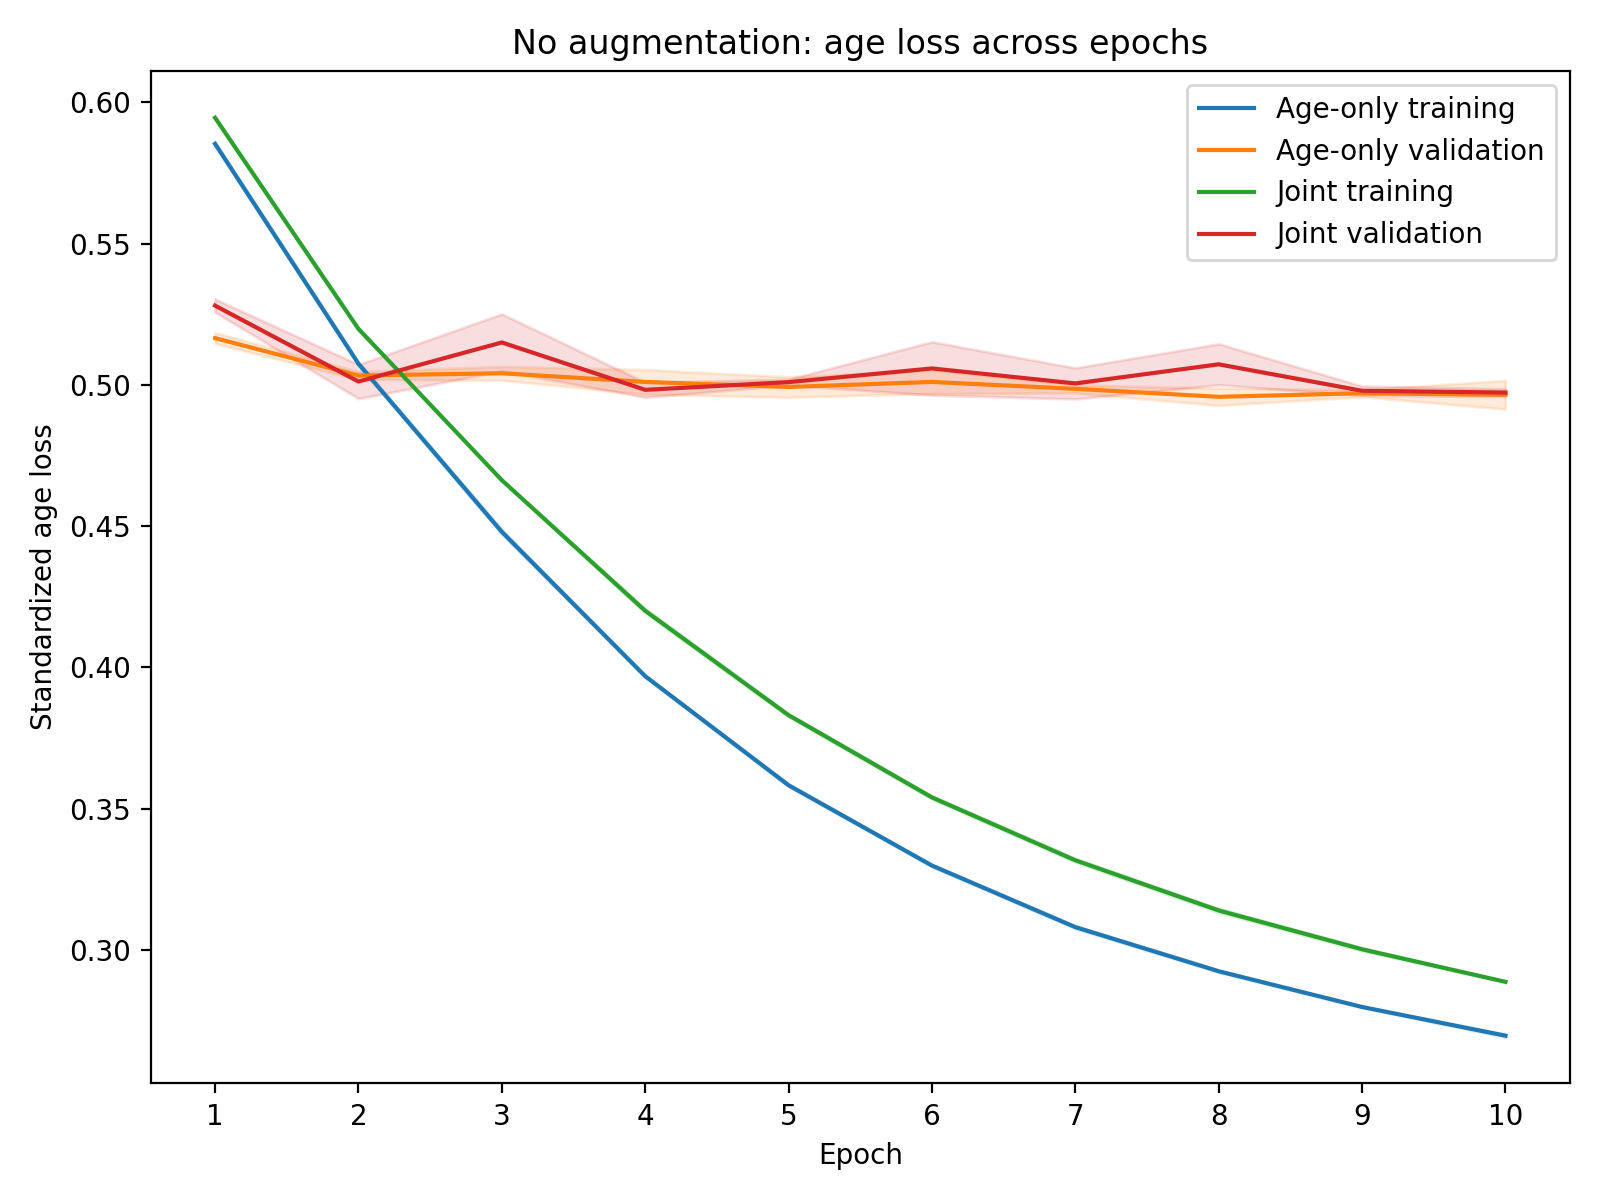 No augmentation: age loss across epochs
Age-only training
Age-only validation
Joint training
Joint validation
0.60
0.55
0.50
0.45
0.40
0.35
0.30
Standardized age loss
1 2 3 4 5 6 7 8 9 10
Epoch